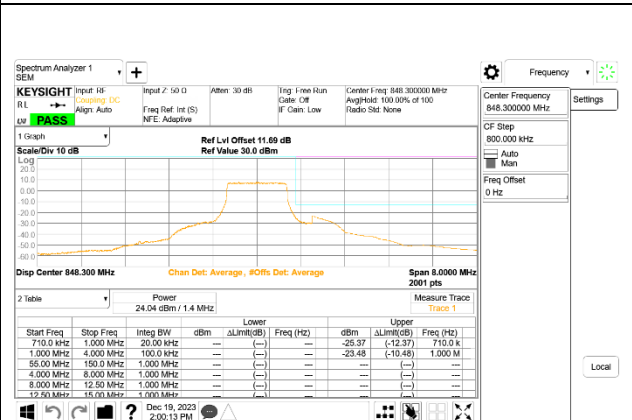 Spectrum Analyzer 1
SEM
+
Frequency
KEYSIGHT Input: RF Input Z: 50 Ω Atten: 30 dB Trig: Free Run Center Freq: 848.300000 MHz
RL Coupling: DC Gate: Off Avg|Hold: 100.00% of 100
Align: Auto Freq Ref: Int (S) IF Gain: Low Radio Std: None
PASS NFE: Adaptive
Center Frequency
848.300000 MHz
Settings
CF Step
800.000 kHz
Auto
Man
Freq Offset
0 Hz
1 Graph
Ref Lvl Offset 11.69 dB
Scale/Div 10 dB Ref Value 30.0 dBm
Log
20.0
10.0
0.00
-10.0
-20.0
-30.0
-40.0
-50.0
-60.0
Disp Center 848.300 MHz Chan Det: Average, #Offs Det: Average Span 8.0000 MHz
2001 pts
2 Table Power Measure Trace
24.04 dBm / 1.4 MHz Trace 1
Lower Upper
Start Freq Stop Freq Integ BW dBm ΔLimit(dB) Freq (Hz) dBm ΔLimit(dB) Freq (Hz)
710.0 kHz 1.000 MHz 20.00 kHz --- (---) --- -25.37 (-12.37) 710.0 k
1.000 MHz 4.000 MHz 100.0 kHz --- (---) --- -23.48 (-10.48) 1.000 M
55.00 MHz 150.0 MHz 1.000 MHz --- (---) --- --- (---) ---
4.000 MHz 8.000 MHz 1.000 MHz --- (---) --- --- (---) ---
8.000 MHz 12.50 MHz 1.000 MHz --- (---) --- --- (---) ---
12.50 MHz 15.00 MHz 1.000 MHz --- (---) --- --- (---) ---
Local
? Dec 19, 2023
2:00:13 PM